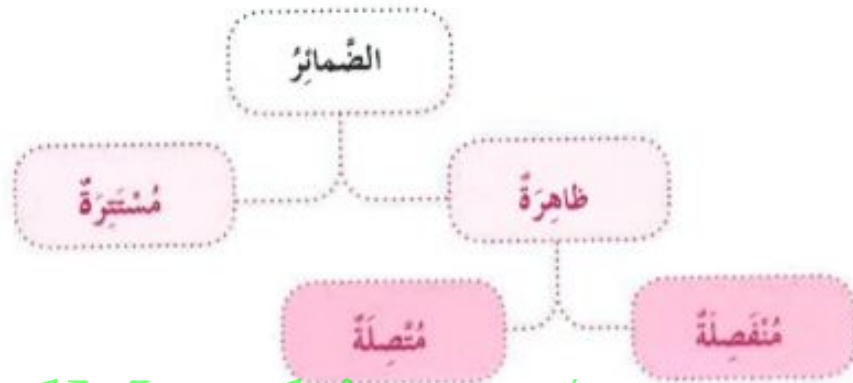 الضَّمائِرُ
ظاهِرَةٌ
مُسْتَتِرَةٌ
مُنْفَصِلَةٌ
مُتَّصِلَةٌ